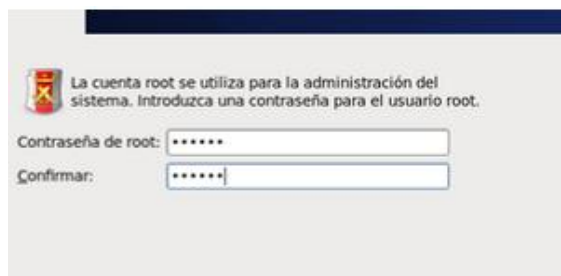 La cuenta root se utiliza para la administración del
sistema. Introduzca una contraseña para el usuario root.
Contraseña de root: ••••••
Confirmar: ••••••